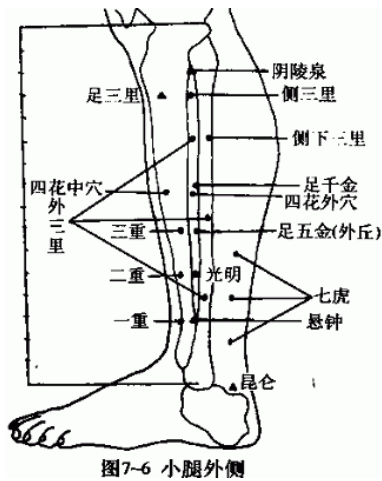 阴陵泉
足三里
侧三里
侧下三里
足千金
四花中穴
四花外穴
外三里
三重
足五金(外丘)
二重
光明
七虎
一重
悬钟
昆仑
图7-6 小腿外侧